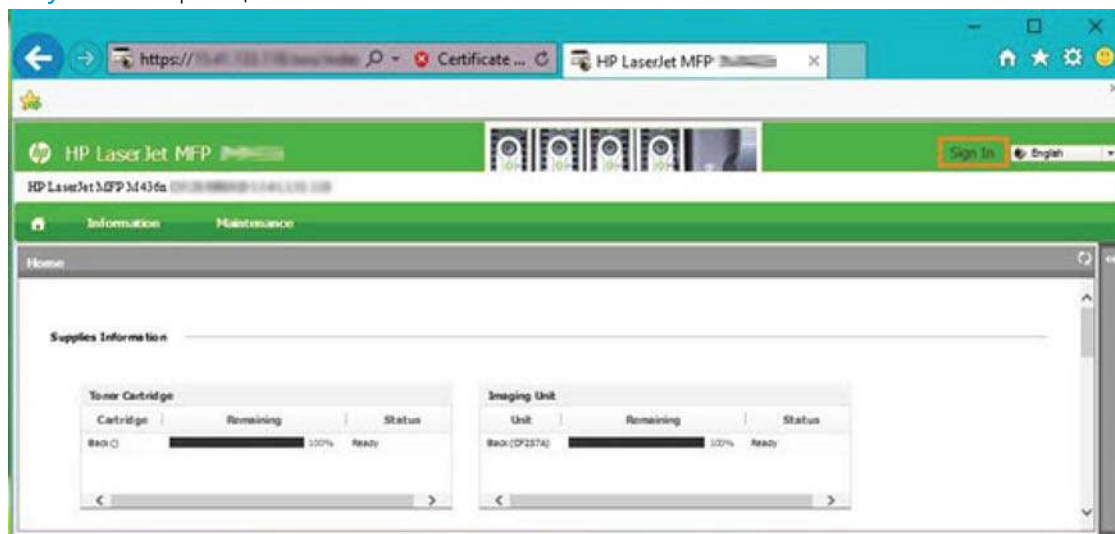 https://
Certificate ...
HP LaserJet MFP
HP LaserJet MFP
Sign In
English
HP LaserJet MFP M436n
Information
Maintenance
Home
Supplies Information
Toner Cartridge
Imaging Unit
Cartridge Remaining Status
Unit Remaining Status
100% Ready
100% Ready